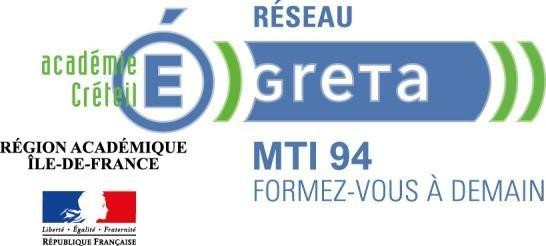 RÉSEAU
académie
Créteil
É GRETA
RÉGION ACADÉMIQUE
ÎLE-DE-FRANCE
MTI 94
FORMEZ-VOUS À DEMAIN
Liberté • Égalité • Fraternité
RÉPUBLIQUE FRANÇAISE